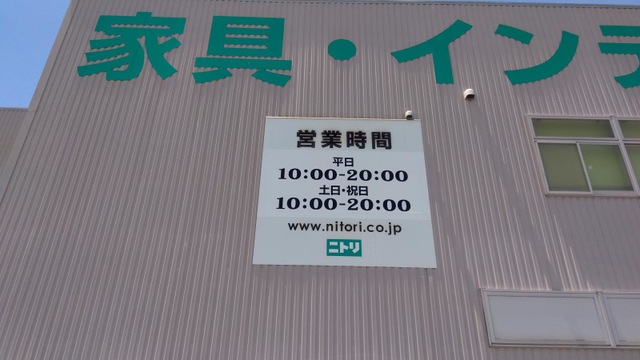 家具・インテ
営業時間
平日
10:00-20:00
土日・祝日
10:00-20:00
www.nitori.co.jp
ニトリ